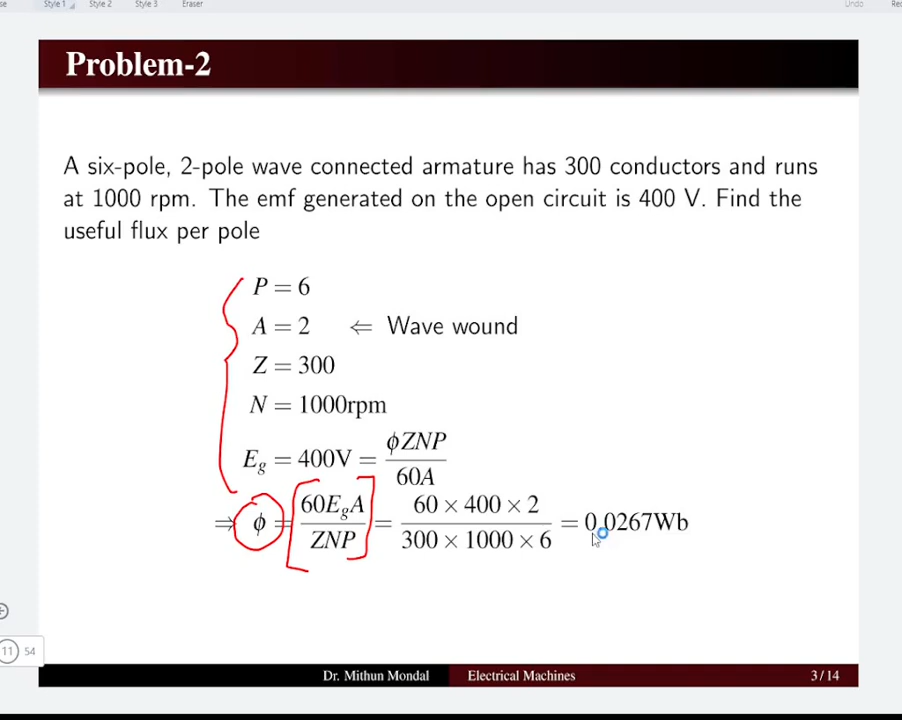 Style 1 Style 2 Style 3 Eraser Undo
Problem-2
A six-pole, 2-pole wave connected armature has 300 conductors and runs
at 1000 rpm. The emf generated on the open circuit is 400 V. Find the
useful flux per pole
P = 6
A = 2 ⇐ Wave wound
Z = 300
N = 1000rpm
E_g = 400V = ϕZNP / 60A
⇒ ϕ = 60E_gA / ZNP = 60 × 400 × 2 / 300 × 1000 × 6 = 0.0267Wb
11 54
Dr. Mithun Mondal Electrical Machines 3 / 14